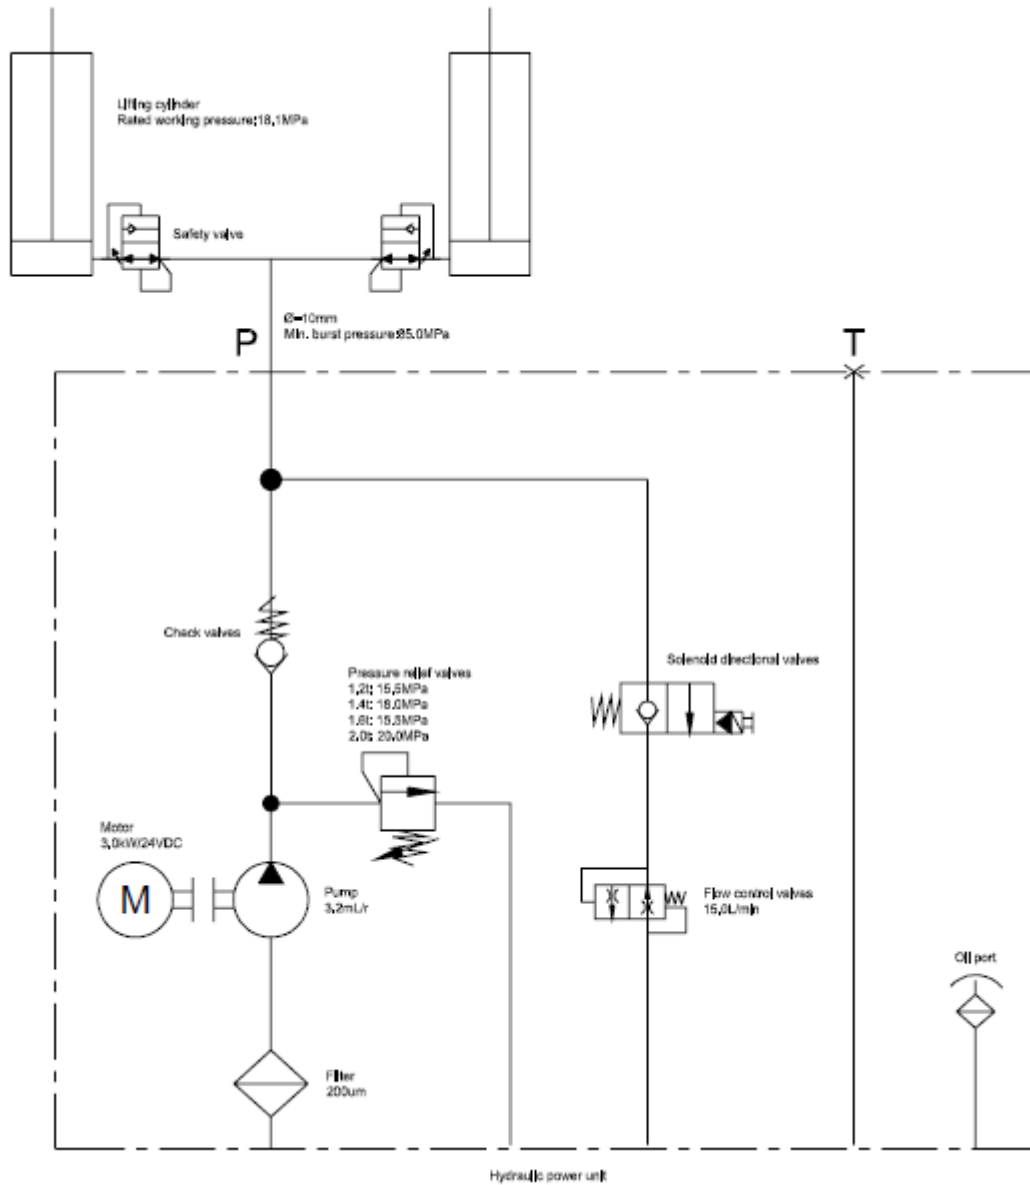 Lifting cylinder
Rated working pressure:18,1MPa
Safety valve
Ø=10mm
Min. burst pressure:85.0MPa
P
T
Check valves
Solenoid directional valves
Pressure relief valves
1,2t: 15,5MPa
1.4t: 18.0MPa
1.6t: 15.3MPa
2.0t: 20.0MPa
Motor
3,0kW/24VDC
M
Pump
3,2mL/r
Flow control valves
15,0L/min
Oil port
Filter
200um
Hydraulic power unit